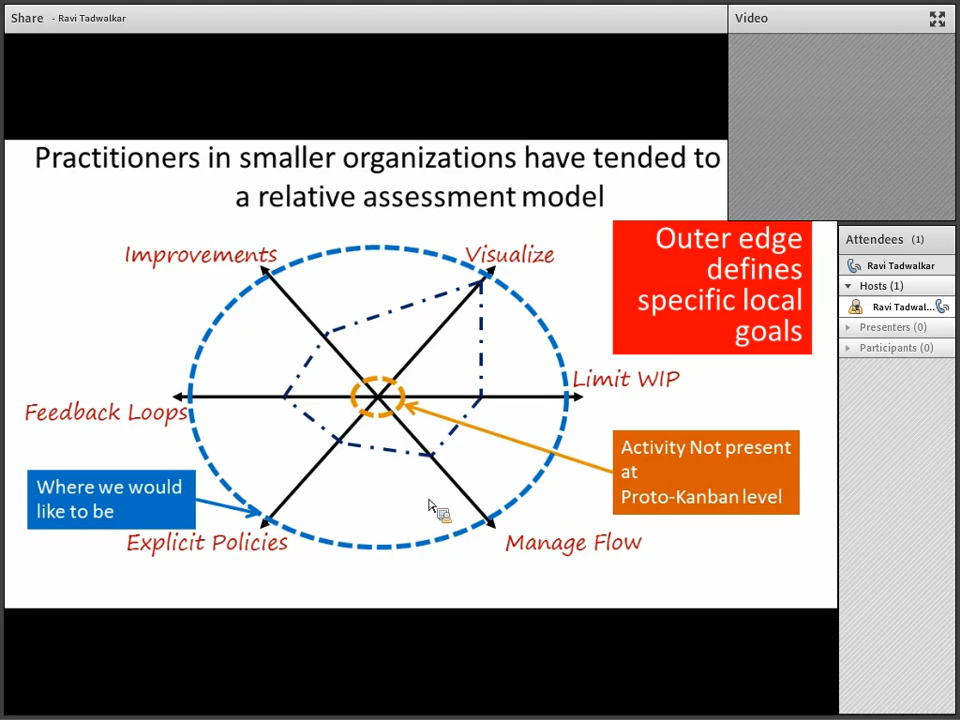 Share - Ravi Tadwalkar
Video
Practitioners in smaller organizations have tended to
a relative assessment model
Improvements
Visualize
Outer edge
defines
specific local
goals
Limit WIP
Feedback Loops
Activity Not present
at
Proto-Kanban level
Where we would
like to be
Explicit Policies
Manage Flow
Attendees (1)
Ravi Tadwalkar
Hosts (1)
Ravi Tadwal...
Presenters (0)
Participants (0)